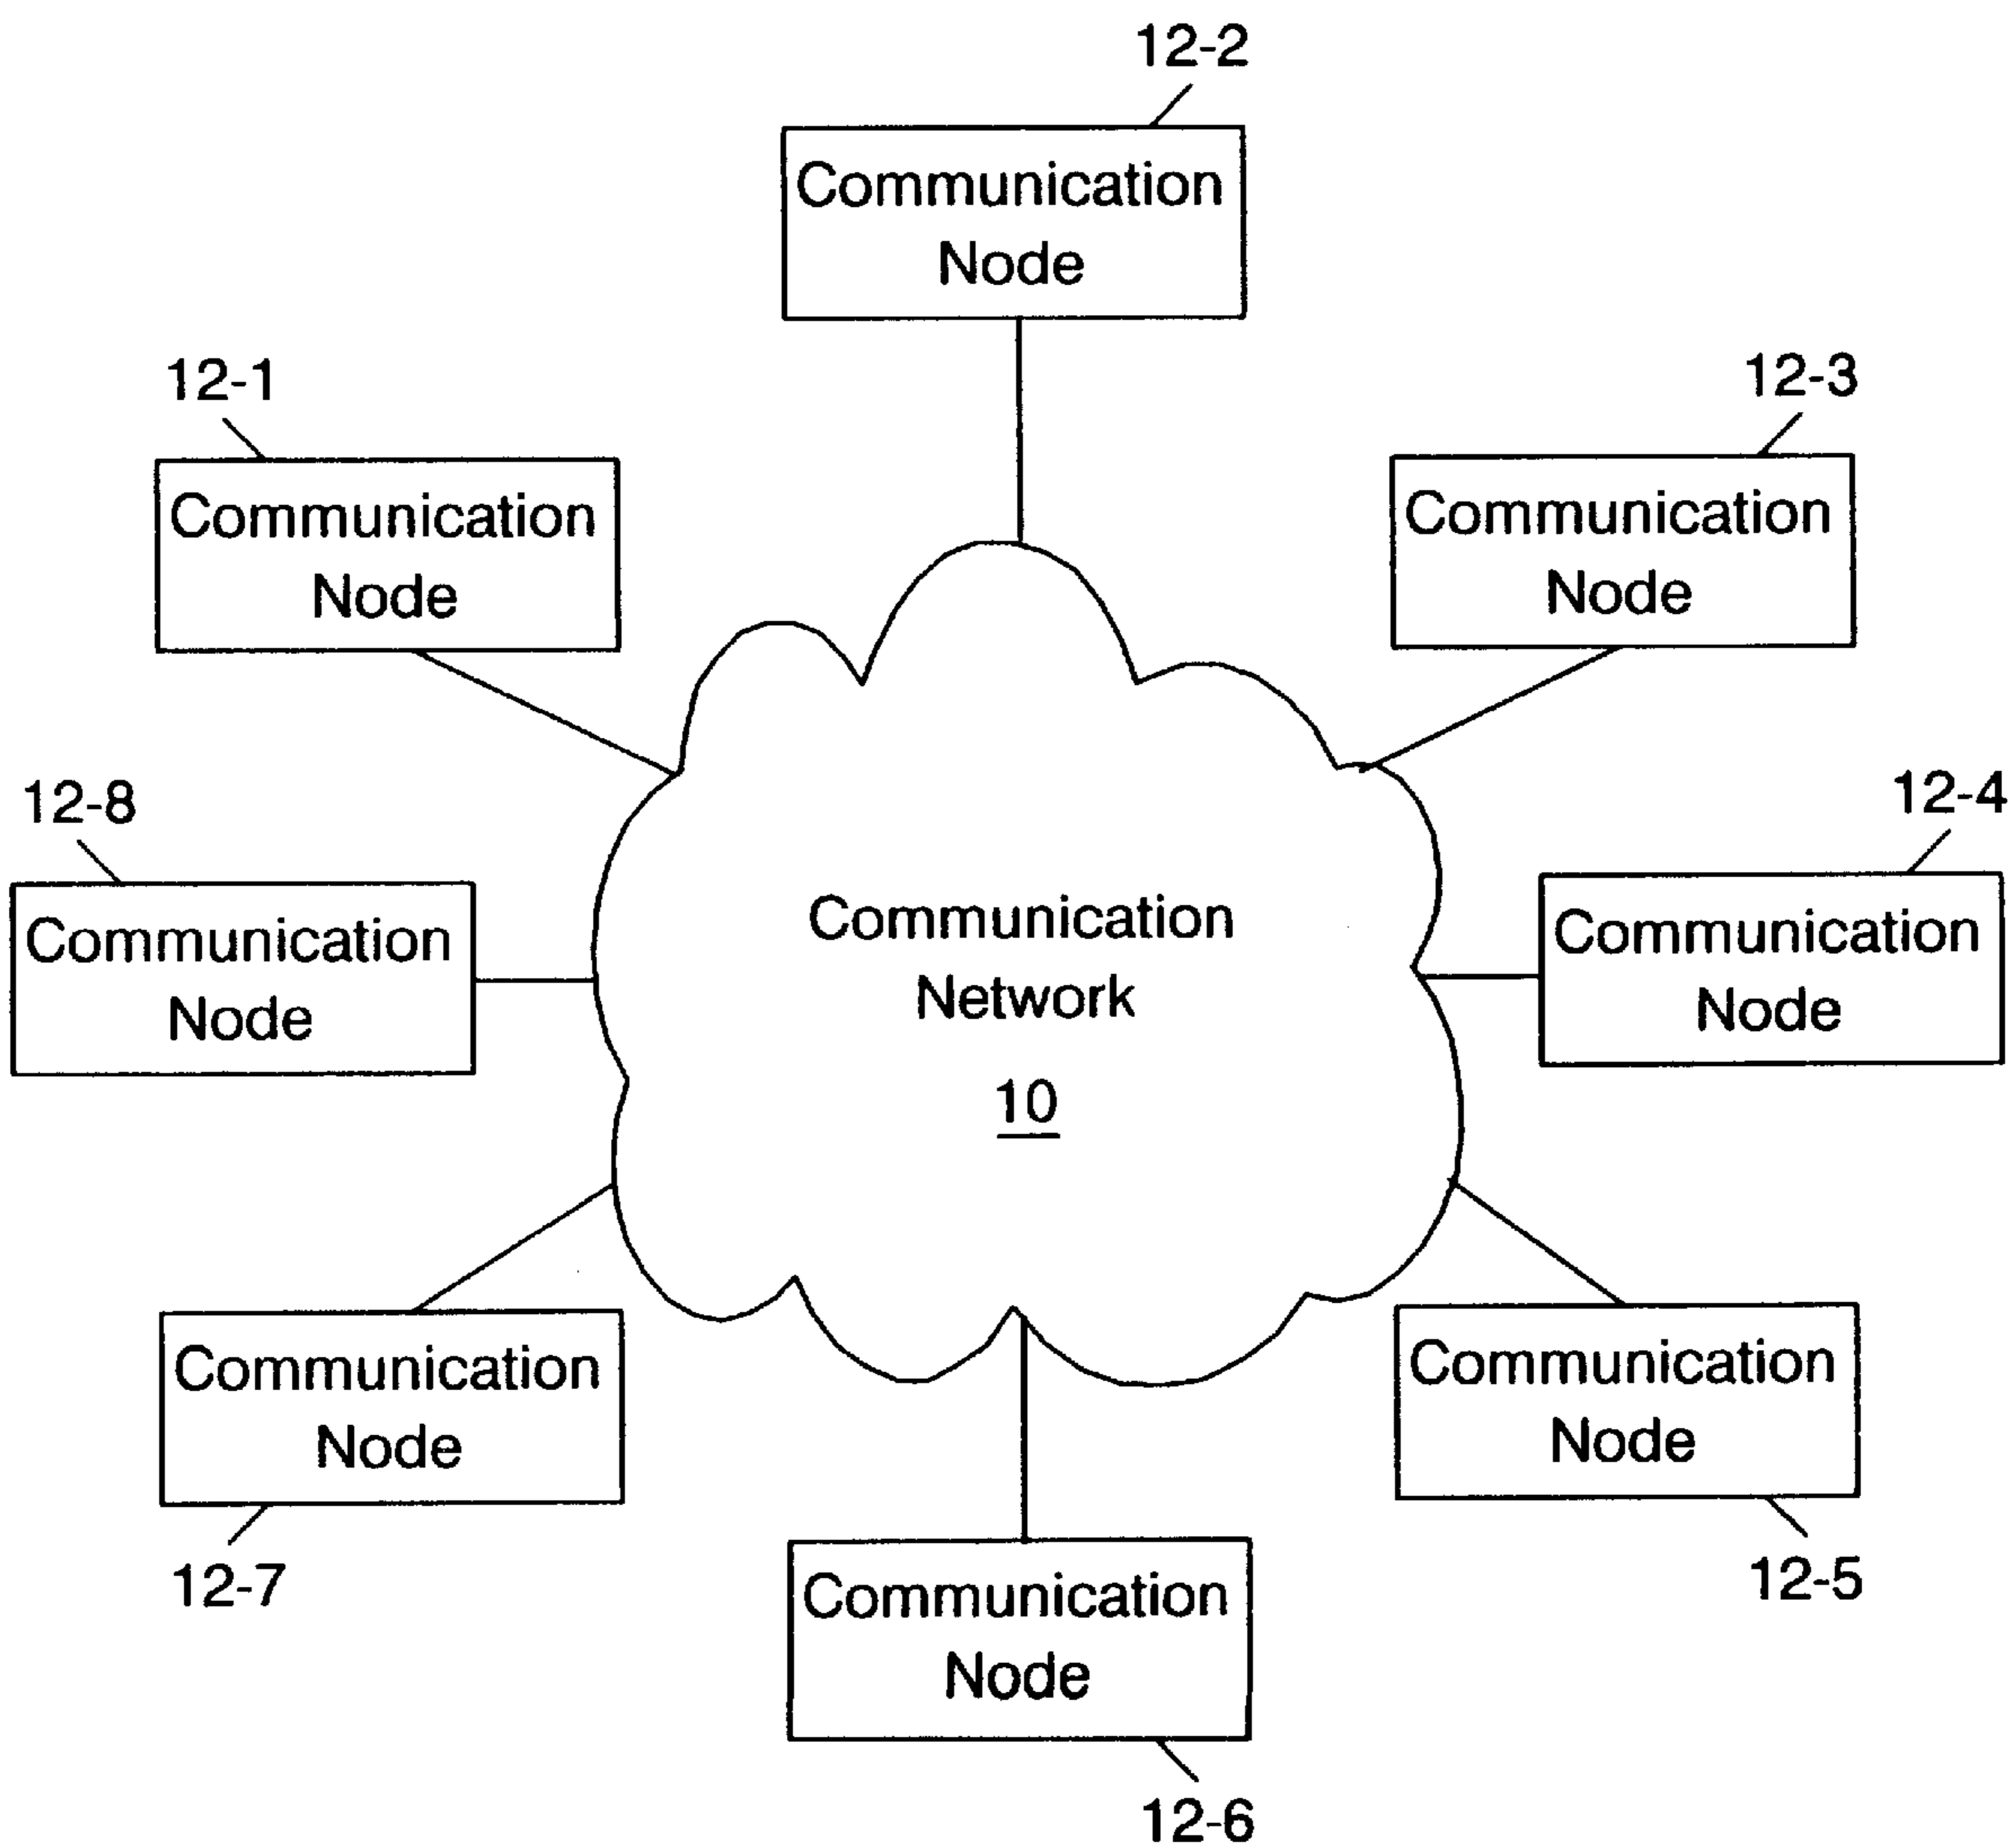 12-2
Communication
Node
12-1
Communication
Node
12-3
Communication
Node
12-8
Communication
Node
Communication
Network
10
12-4
Communication
Node
Communication
Node
12-7
Communication
Node
12-5
Communication
Node
12-6